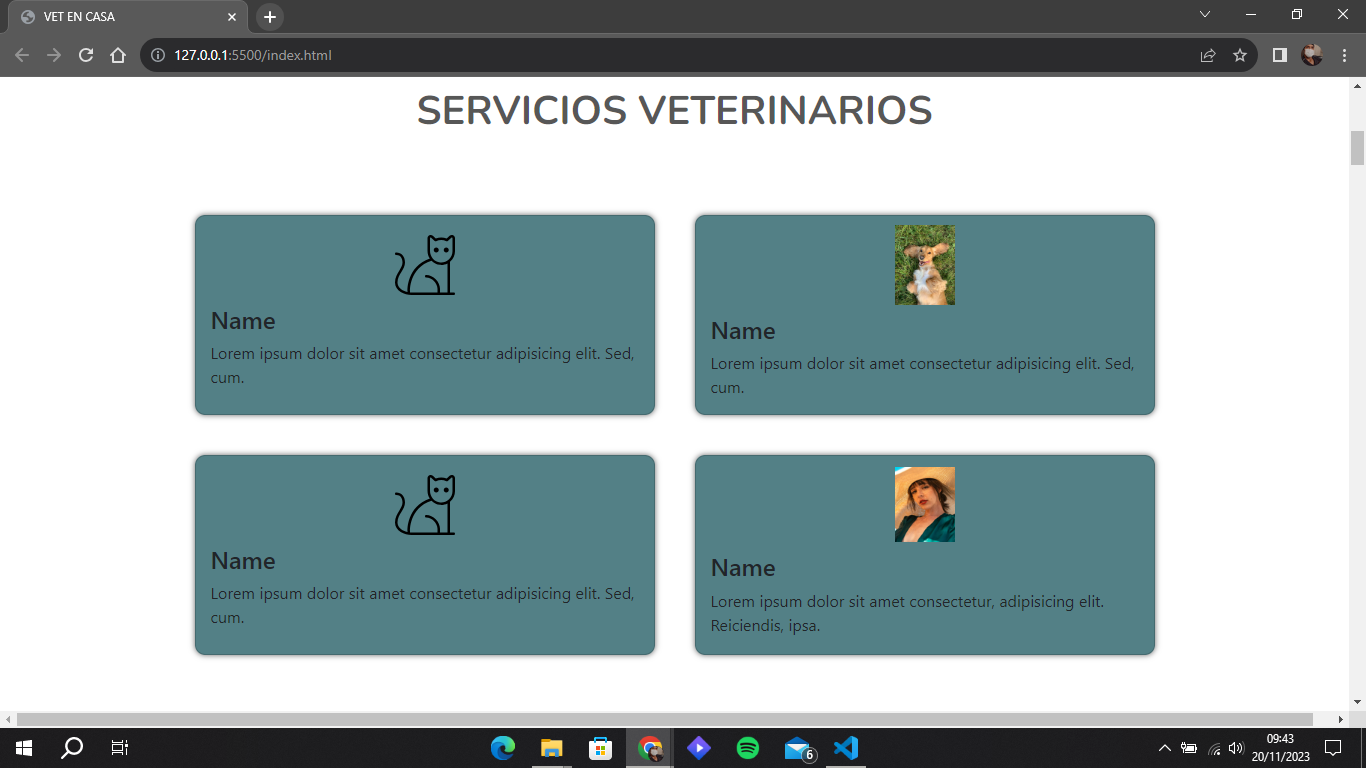 VET EN CASA
127.0.0.1:5500/index.html
SERVICIOS VETERINARIOS
Name
Lorem ipsum dolor sit amet consectetur adipisicing elit. Sed,
cum.
Name
Lorem ipsum dolor sit amet consectetur adipisicing elit. Sed,
cum.
Name
Lorem ipsum dolor sit amet consectetur adipisicing elit. Sed,
cum.
Name
Lorem ipsum dolor sit amet consectetur, adipisicing elit.
Reiciendis, ipsa.
6
09:43
20/11/2023